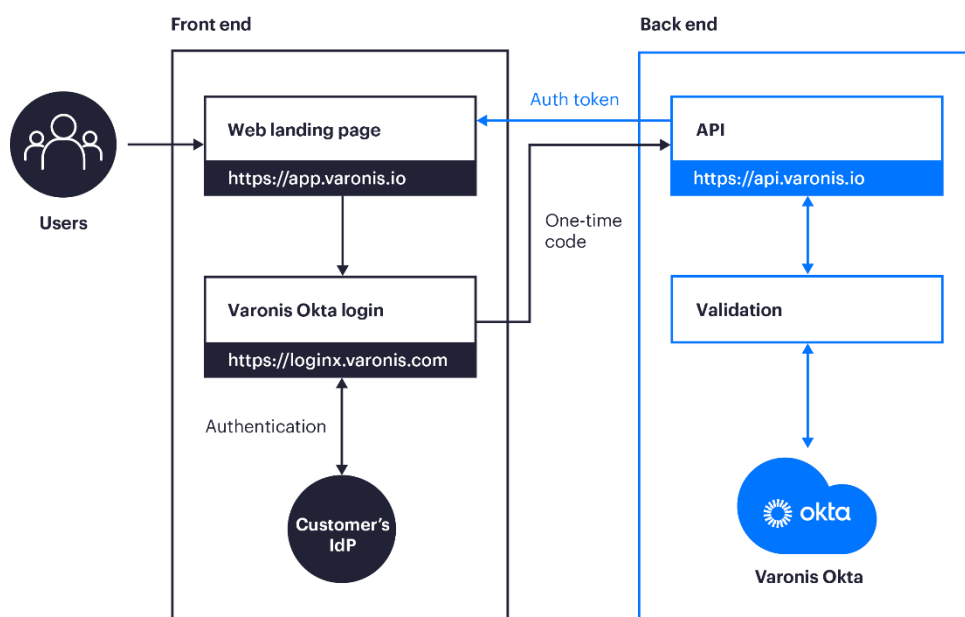 Front end
Back end
Users
Web landing page
https://app.varonis.io
Auth token
API
https://api.varonis.io
One-time
code
Varonis Okta login
https://loginx.varonis.com
Validation
Authentication
Customer's
IdP
okta
Varonis Okta